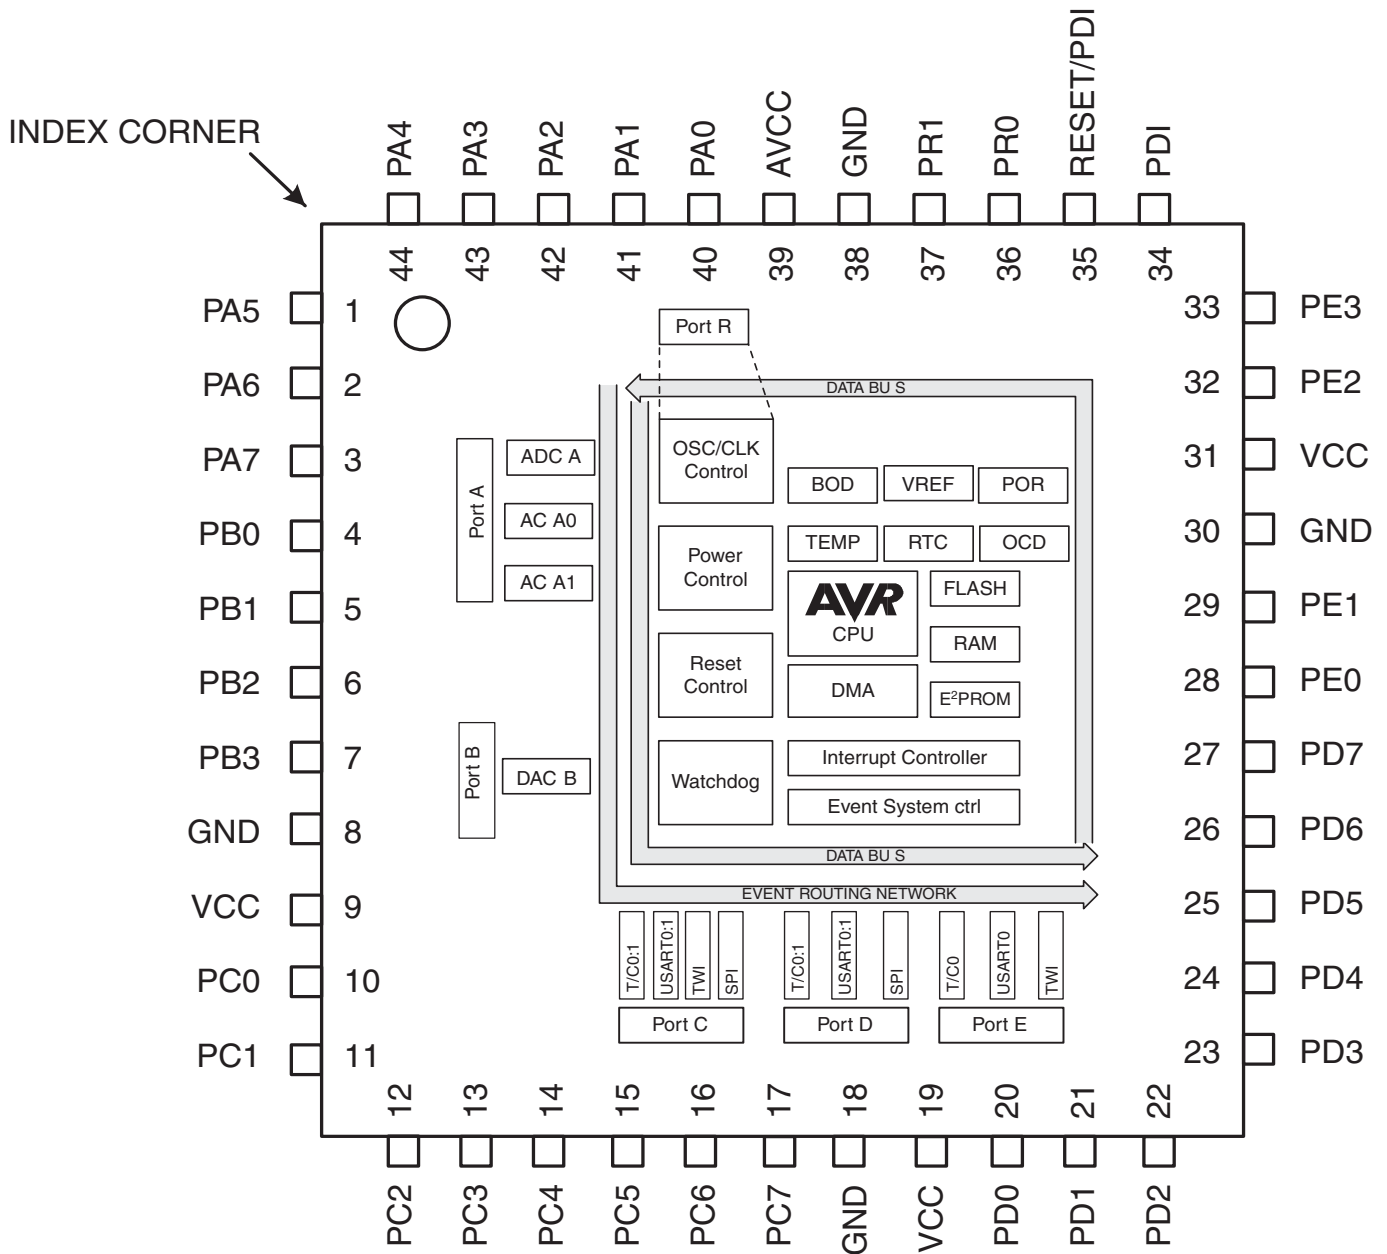 INDEX CORNER
PA4
PA3
PA2
PA1
PA0
AVCC
GND
PR1
PR0
RESET/PDI
PDI
44
43
42
41
40
39
38
37
36
35
34
PA5
1
PA6
2
PA7
3
PB0
4
PB1
5
PB2
6
PB3
7
GND
8
VCC
9
PC0
10
PC1
11
Port R
DATA BU S
OSC/CLK
Control
BOD
VREF
POR
Power
Control
TEMP
RTC
OCD
AVR
CPU
FLASH
RAM
Reset
Control
DMA
E²PROM
Watchdog
Interrupt Controller
Event System ctrl
DATA BU S
EVENT ROUTING NETWORK
Port A
ADC A
AC A0
AC A1
Port B
DAC B
T/C0:1
USART0:1
TWI
SPI
Port C
T/C0:1
USART0:1
SPI
Port D
T/C0
USART0
TWI
Port E
33
PE3
32
PE2
31
VCC
30
GND
29
PE1
28
PE0
27
PD7
26
PD6
25
PD5
24
PD4
23
PD3
12
13
14
15
16
17
18
19
20
21
22
PC2
PC3
PC4
PC5
PC6
PC7
GND
VCC
PD0
PD1
PD2